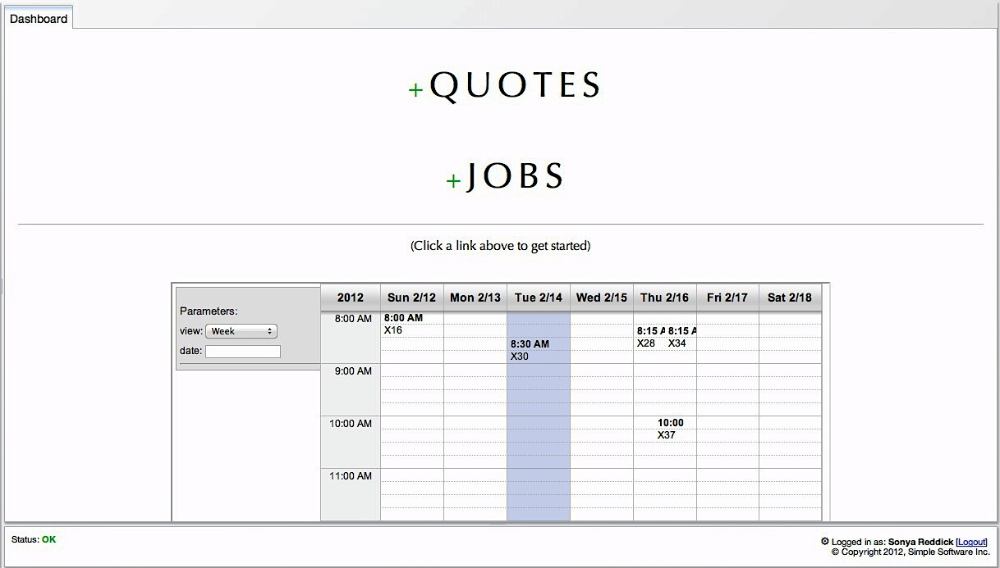 Dashboard
+QUOTES
+JOBS
(Click a link above to get started)
Parameters:
view: Week
date:
2012 Sun 2/12 Mon 2/13 Tue 2/14 Wed 2/15 Thu 2/16 Fri 2/17 Sat 2/18
8:00 AM 8:00 AM
X16
8:15 A 8:15 A
X28 X34
8:30 AM
X30
9:00 AM
10:00 AM 10:00
X37
11:00 AM
Status: OK
Logged in as: Sonya Reddick [Logout]
© Copyright 2012, Simple Software Inc.